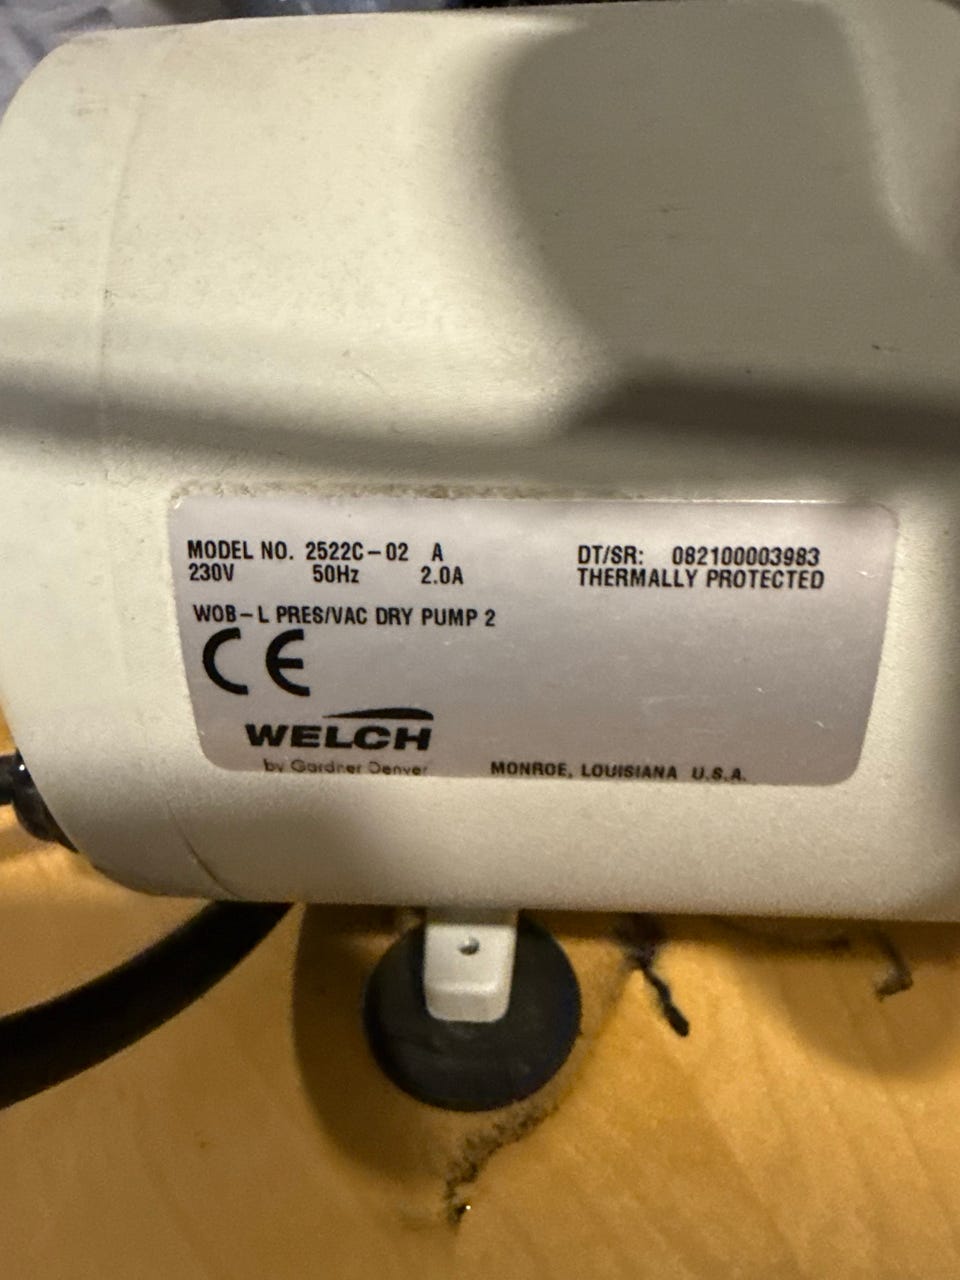 MODEL NO. 2522C-02 A
230V 50Hz 2.0A
DT/SR: 082100003983
THERMALLY PROTECTED
WOB-L PRES/VAC DRY PUMP 2
CE
WELCH
by Gardner Denver
MONROE, LOUISIANA U.S.A.